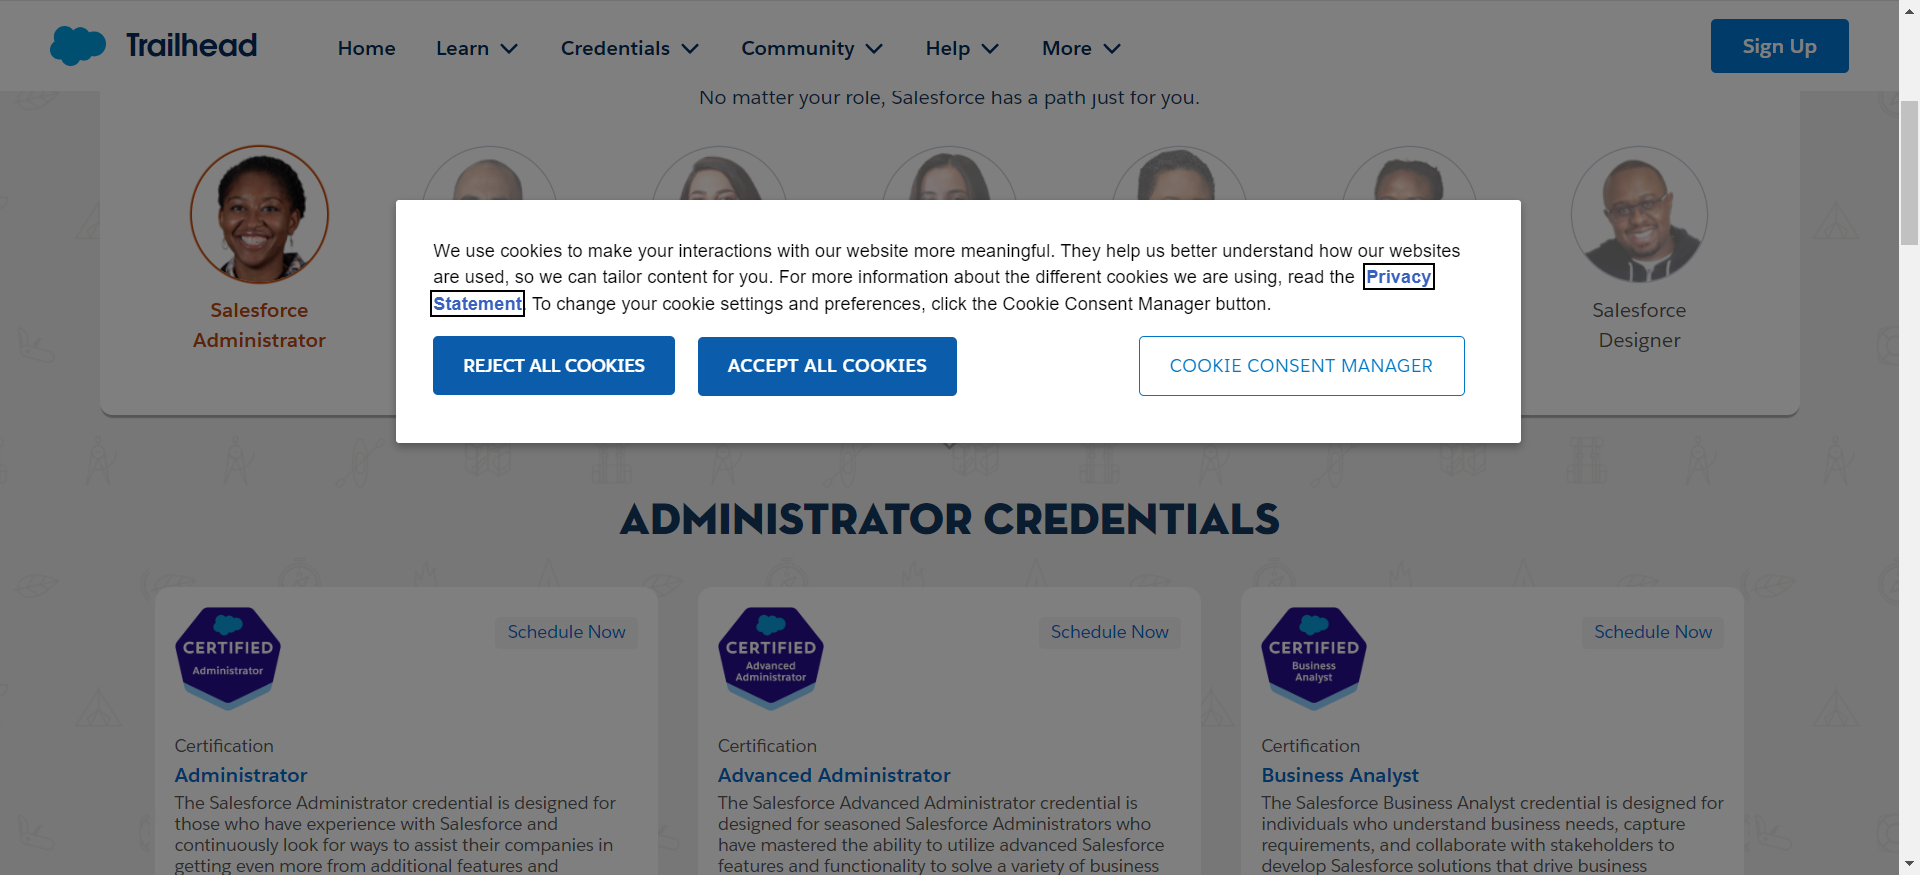 Trailhead
Home Learn Credentials Community Help More
Sign Up
No matter your role, Salesforce has a path just for you.
Salesforce
Administrator
Salesforce
Designer
We use cookies to make your interactions with our website more meaningful. They help us better understand how our websites
are used, so we can tailor content for you. For more information about the different cookies we are using, read the Privacy
Statement. To change your cookie settings and preferences, click the Cookie Consent Manager button.
REJECT ALL COOKIES
ACCEPT ALL COOKIES
COOKIE CONSENT MANAGER
ADMINISTRATOR CREDENTIALS
CERTIFIED
Administrator
Schedule Now
Certification
Administrator
The Salesforce Administrator credential is designed for
those who have experience with Salesforce and
continuously look for ways to assist their companies in
getting even more from additional features and
CERTIFIED
Advanced
Administrator
Schedule Now
Certification
Advanced Administrator
The Salesforce Advanced Administrator credential is
designed for seasoned Salesforce Administrators who
have mastered the ability to utilize advanced Salesforce
features and functionality to solve a variety of business
CERTIFIED
Business
Analyst
Schedule Now
Certification
Business Analyst
The Salesforce Business Analyst credential is designed for
individuals who understand business needs, capture
requirements, and collaborate with stakeholders to
develop Salesforce solutions that drive business